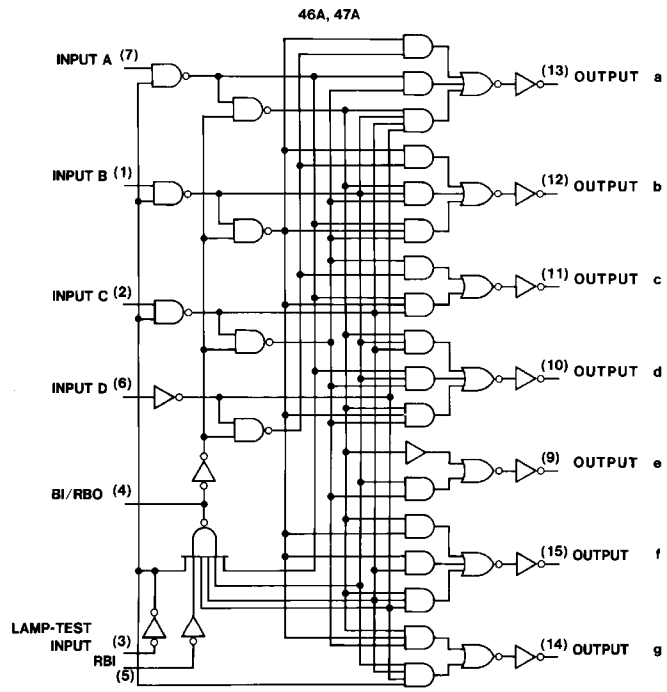 46A, 47A
INPUT A (7)
(13) OUTPUT a
INPUT B (1)
(12) OUTPUT b
INPUT C (2)
(11) OUTPUT c
INPUT D (6)
(10) OUTPUT d
(9) OUTPUT e
BI/RBO (4)
(15) OUTPUT f
LAMP-TEST
INPUT
(3)
RBI
(5)
(14) OUTPUT g